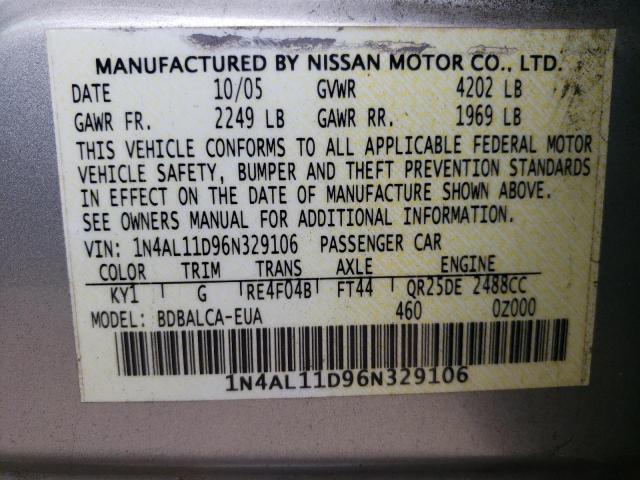 MANUFACTURED BY NISSAN MOTOR CO., LTD.
DATE 10/05 GVWR 4202 LB
GAWR FR. 2249 LB GAWR RR. 1969 LB
THIS VEHICLE CONFORMS TO ALL APPLICABLE FEDERAL MOTOR
VEHICLE SAFETY, BUMPER AND THEFT PREVENTION STANDARDS
IN EFFECT ON THE DATE OF MANUFACTURE SHOWN ABOVE.
SEE OWNERS MANUAL FOR ADDITIONAL INFORMATION.
VIN: 1N4AL11D96N329106 PASSENGER CAR
COLOR TRIM TRANS AXLE ENGINE
KY1 G RE4F04B FT44 QR25DE 2488CC
MODEL: BDBALCA-EUA 460 0Z000
1N4AL11D96N329106